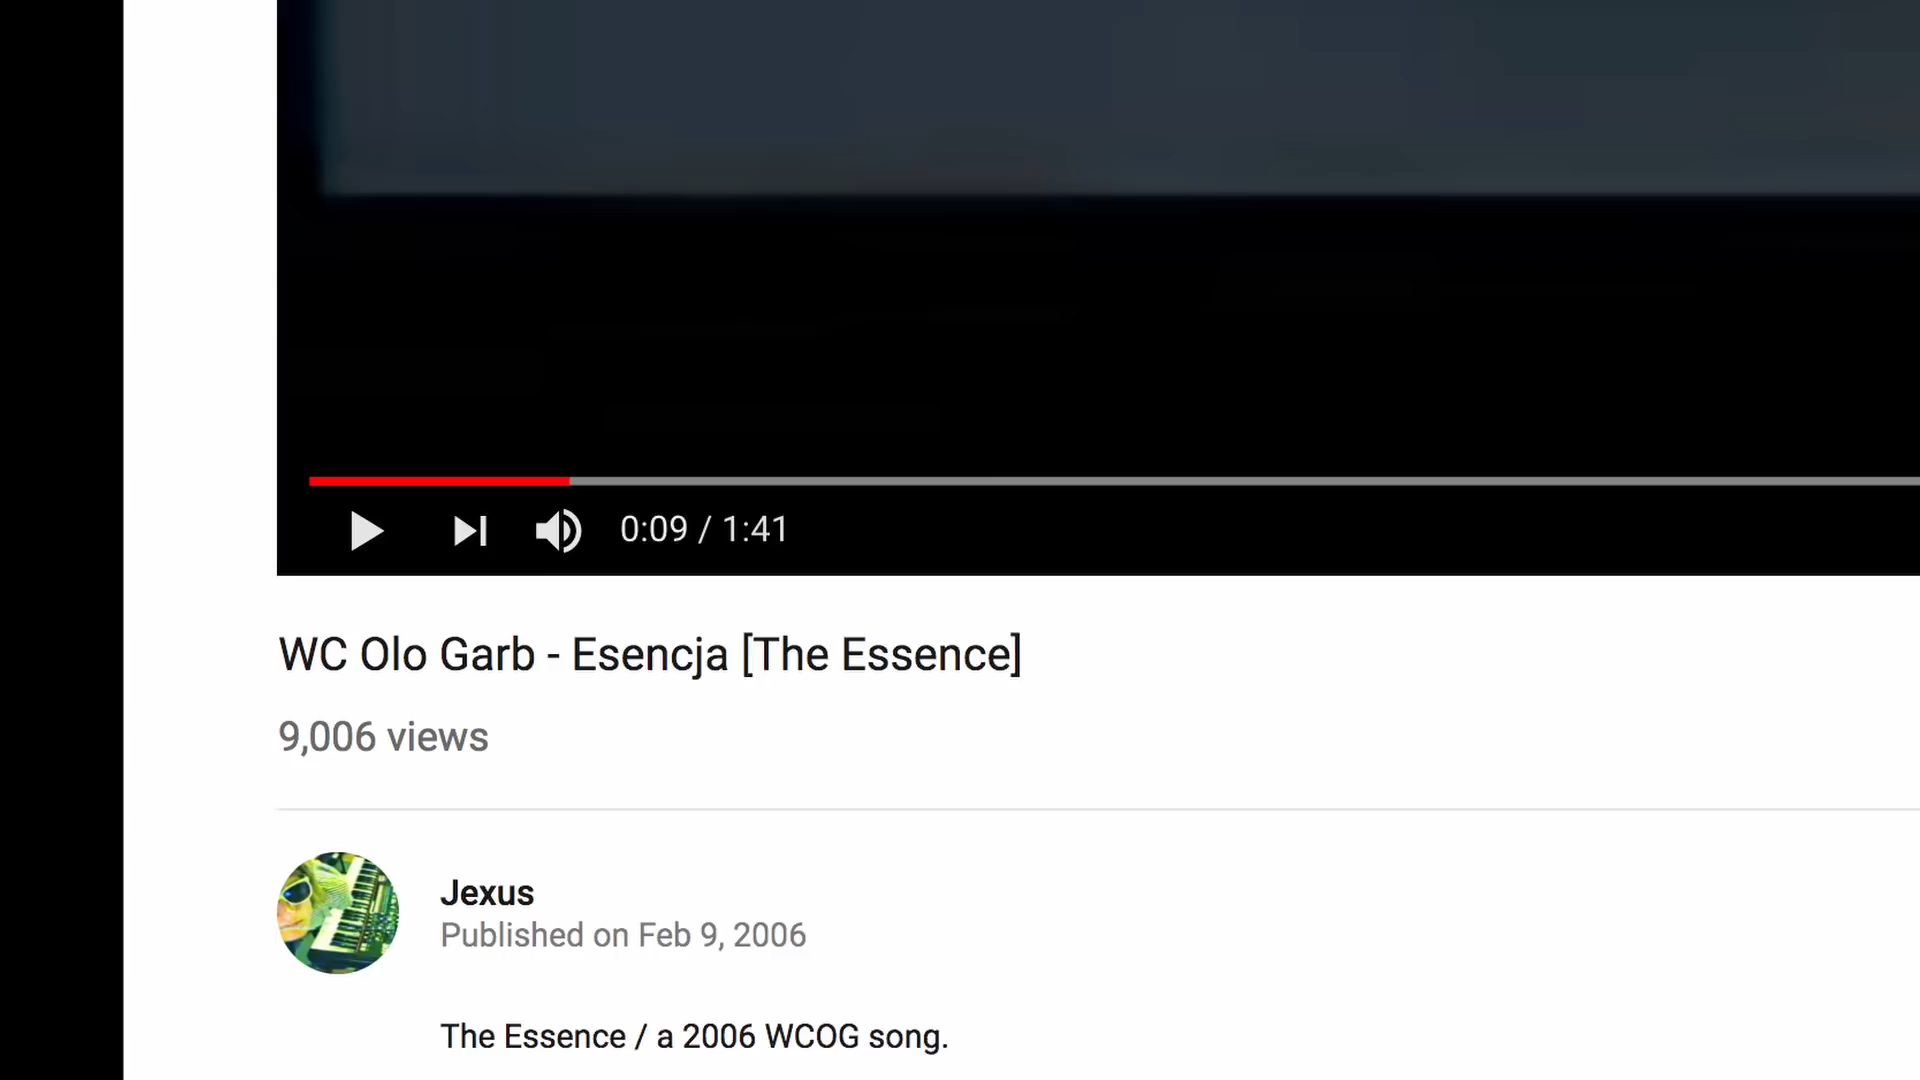 0:09 / 1:41
WC Olo Garb - Esencja [The Essence]
9,006 views
Jexus
Published on Feb 9, 2006
The Essence / a 2006 WCOG song.